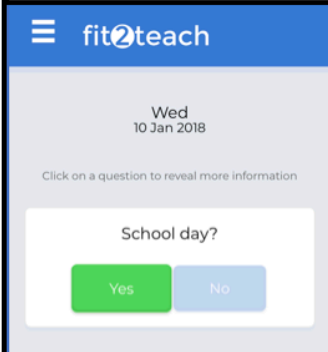 fit2teach
Wed
10 Jan 2018
Click on a question to reveal more information
School day?
Yes
No